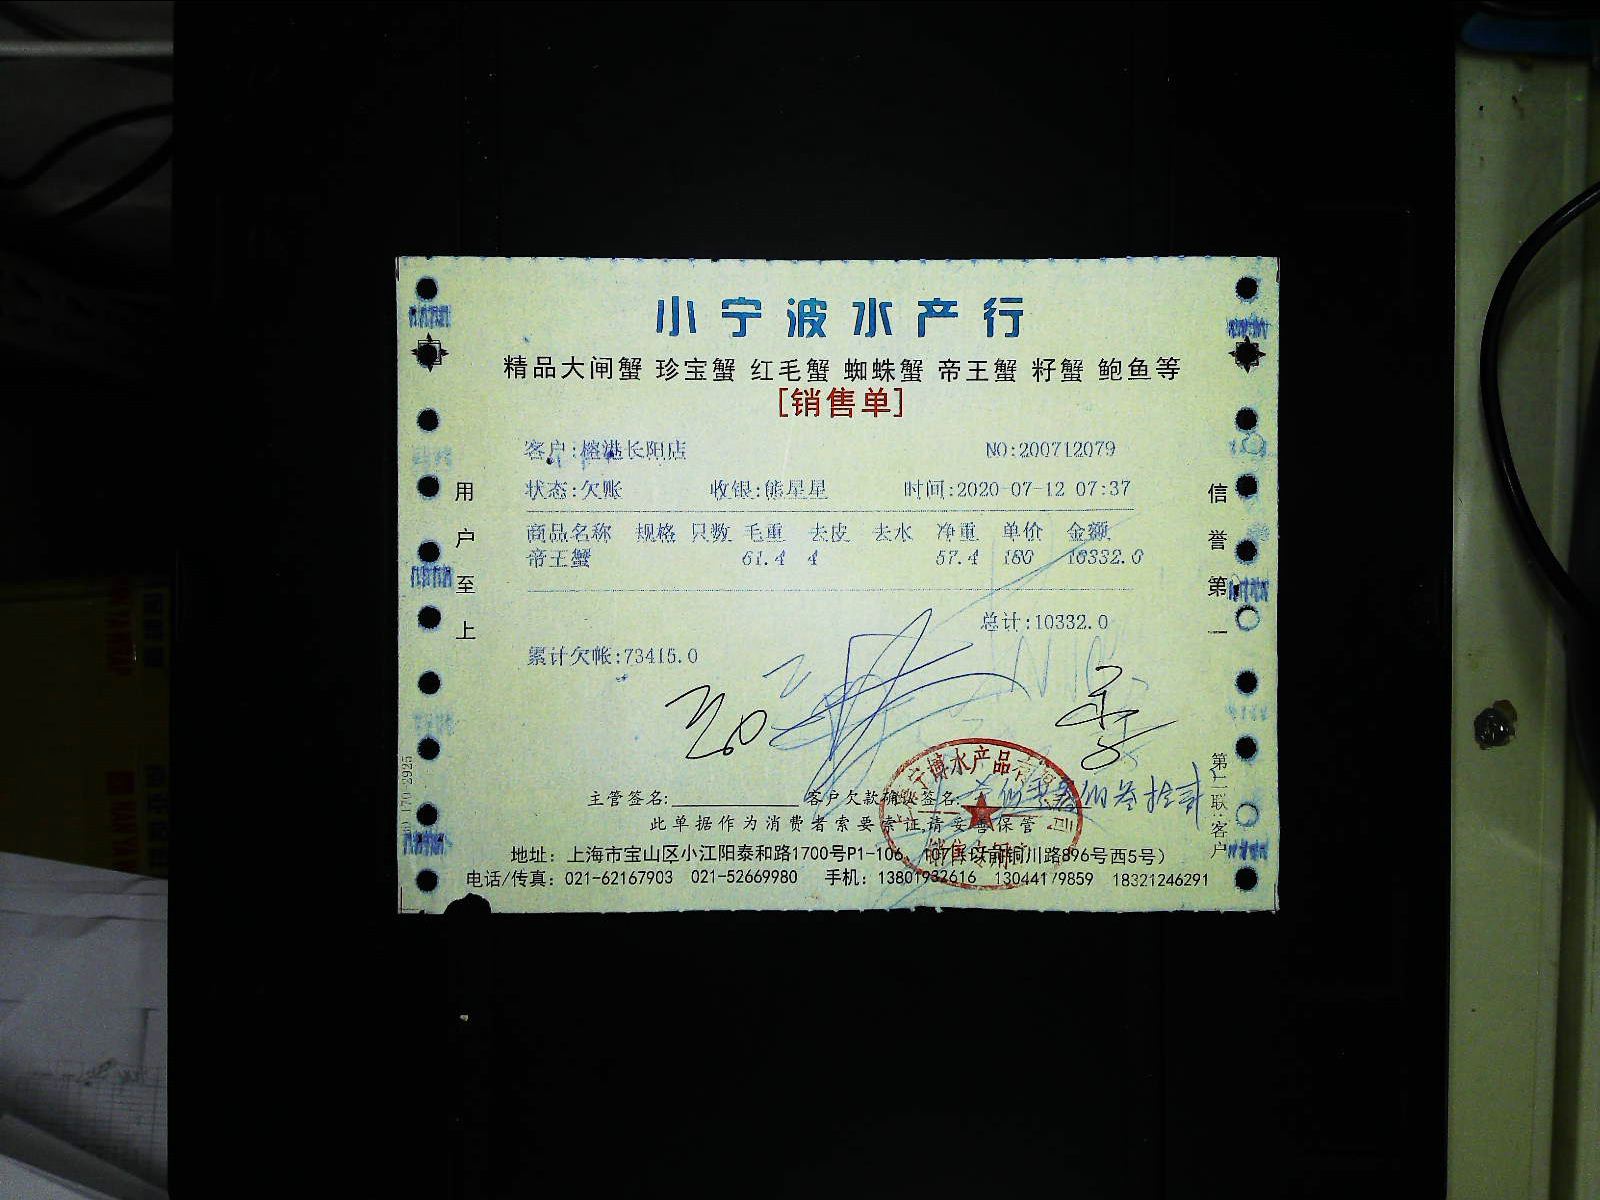 小宁波水产行
精品大闸蟹 珍宝蟹 红毛蟹 蜘蛛蟹 帝王蟹 籽蟹 鲍鱼等
[销售单]
客户:榕港长阳店 NO:200712079
状态:欠账 收银:熊星星 时间:2020-07-12 07:37
商品名称 规格 只数 毛重 去皮 去水 净重 单价 金额
帝王蟹 61.4 4 57.4 180 10332.0
总计:10332.0
累计欠帐:73415.0
主管签名: 客户欠款确认签名:
此单据作为消费者索要索证,请妥善保管
地址：上海市宝山区小江阳泰和路1700号P1-106、107（以前铜川路896号西5号）
电话/传真：021-62167903 021-52669980 手机：13801932616 13044179859 18321246291
用户至上
信誉第一
第二联:客户